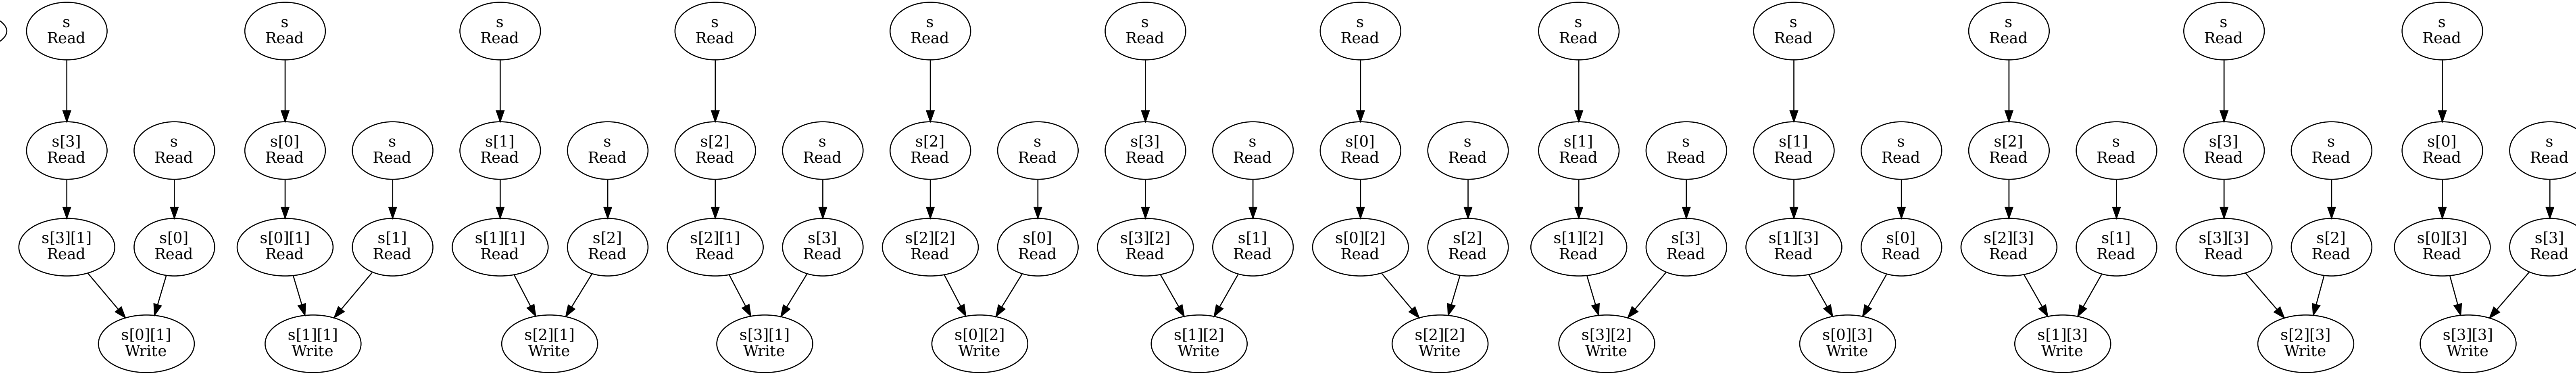 s
Read
s
Read
s
Read
s
Read
s
Read
s
Read
s
Read
s
Read
s
Read
s
Read
s
Read
s
Read
s[3]
Read
s
Read
s[0]
Read
s
Read
s[1]
Read
s
Read
s[2]
Read
s
Read
s[2]
Read
s
Read
s[3]
Read
s
Read
s[0]
Read
s
Read
s[1]
Read
s
Read
s[1]
Read
s
Read
s[2]
Read
s
Read
s[3]
Read
s
Read
s[0]
Read
s
Read
s[3][1]
Read
s[0]
Read
s[0][1]
Read
s[1]
Read
s[1][1]
Read
s[2]
Read
s[2][1]
Read
s[3]
Read
s[2][2]
Read
s[0]
Read
s[3][2]
Read
s[1]
Read
s[0][2]
Read
s[2]
Read
s[1][2]
Read
s[3]
Read
s[1][3]
Read
s[0]
Read
s[2][3]
Read
s[1]
Read
s[3][3]
Read
s[2]
Read
s[0][3]
Read
s[3]
Read
s[0][1]
Write
s[1][1]
Write
s[2][1]
Write
s[3][1]
Write
s[0][2]
Write
s[1][2]
Write
s[2][2]
Write
s[3][2]
Write
s[0][3]
Write
s[1][3]
Write
s[2][3]
Write
s[3][3]
Write